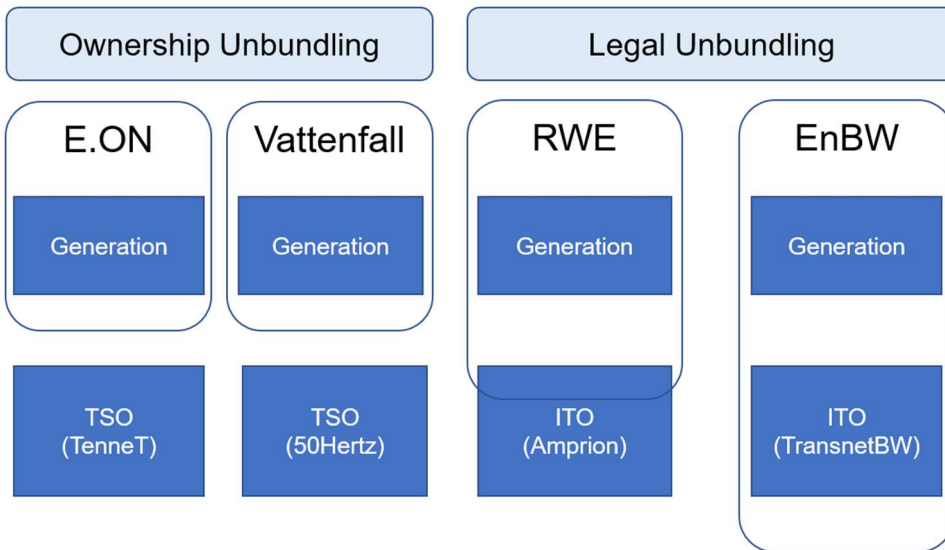 Ownership Unbundling
Legal Unbundling
E.ON
Vattenfall
RWE
EnBW
Generation
Generation
Generation
Generation
TSO
(TenneT)
TSO
(50Hertz)
ITO
(Amprion)
ITO
(TransnetBW)